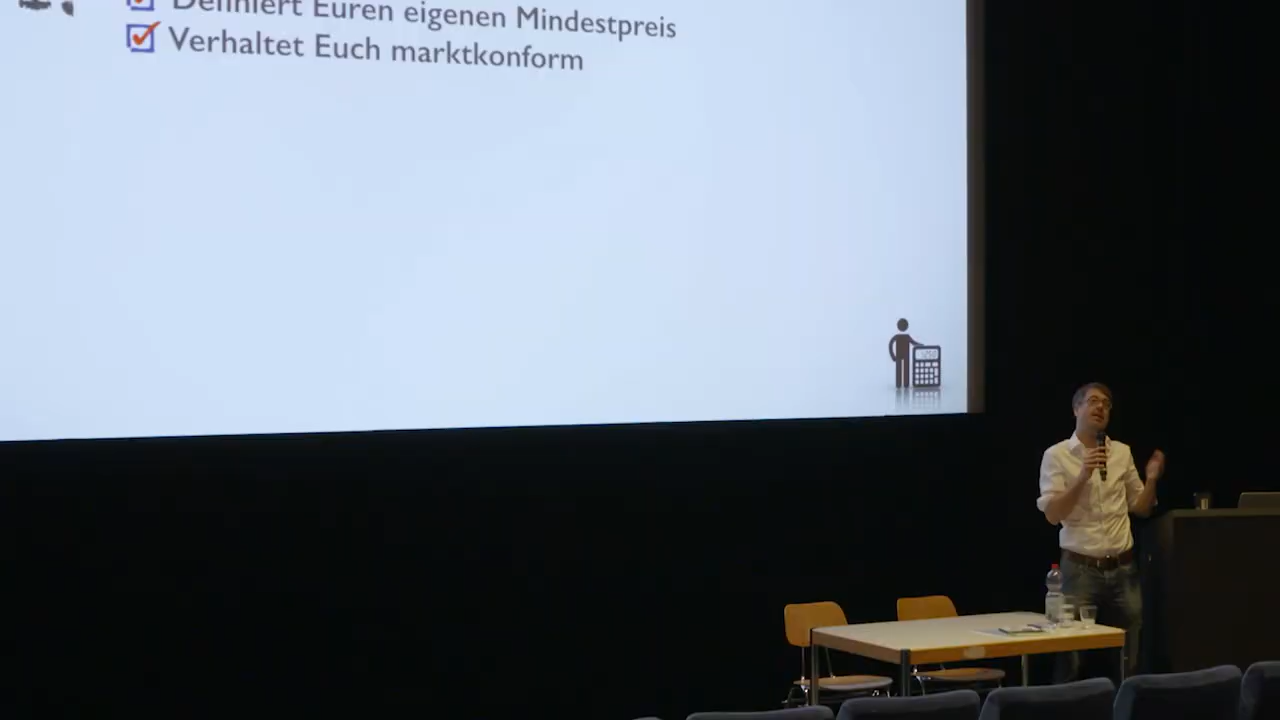 Definiert Euren eigenen Mindestpreis
Verhaltet Euch marktkonform